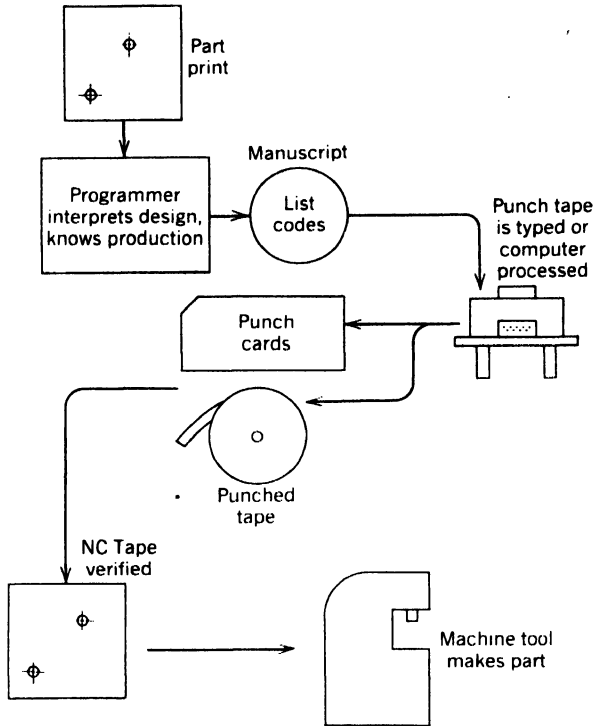 Part
print
Programmer
interprets design,
knows production
Manuscript
List
codes
Punch tape
is typed or
computer
processed
Punch
cards
Punched
tape
NC Tape
verified
Machine tool
makes part